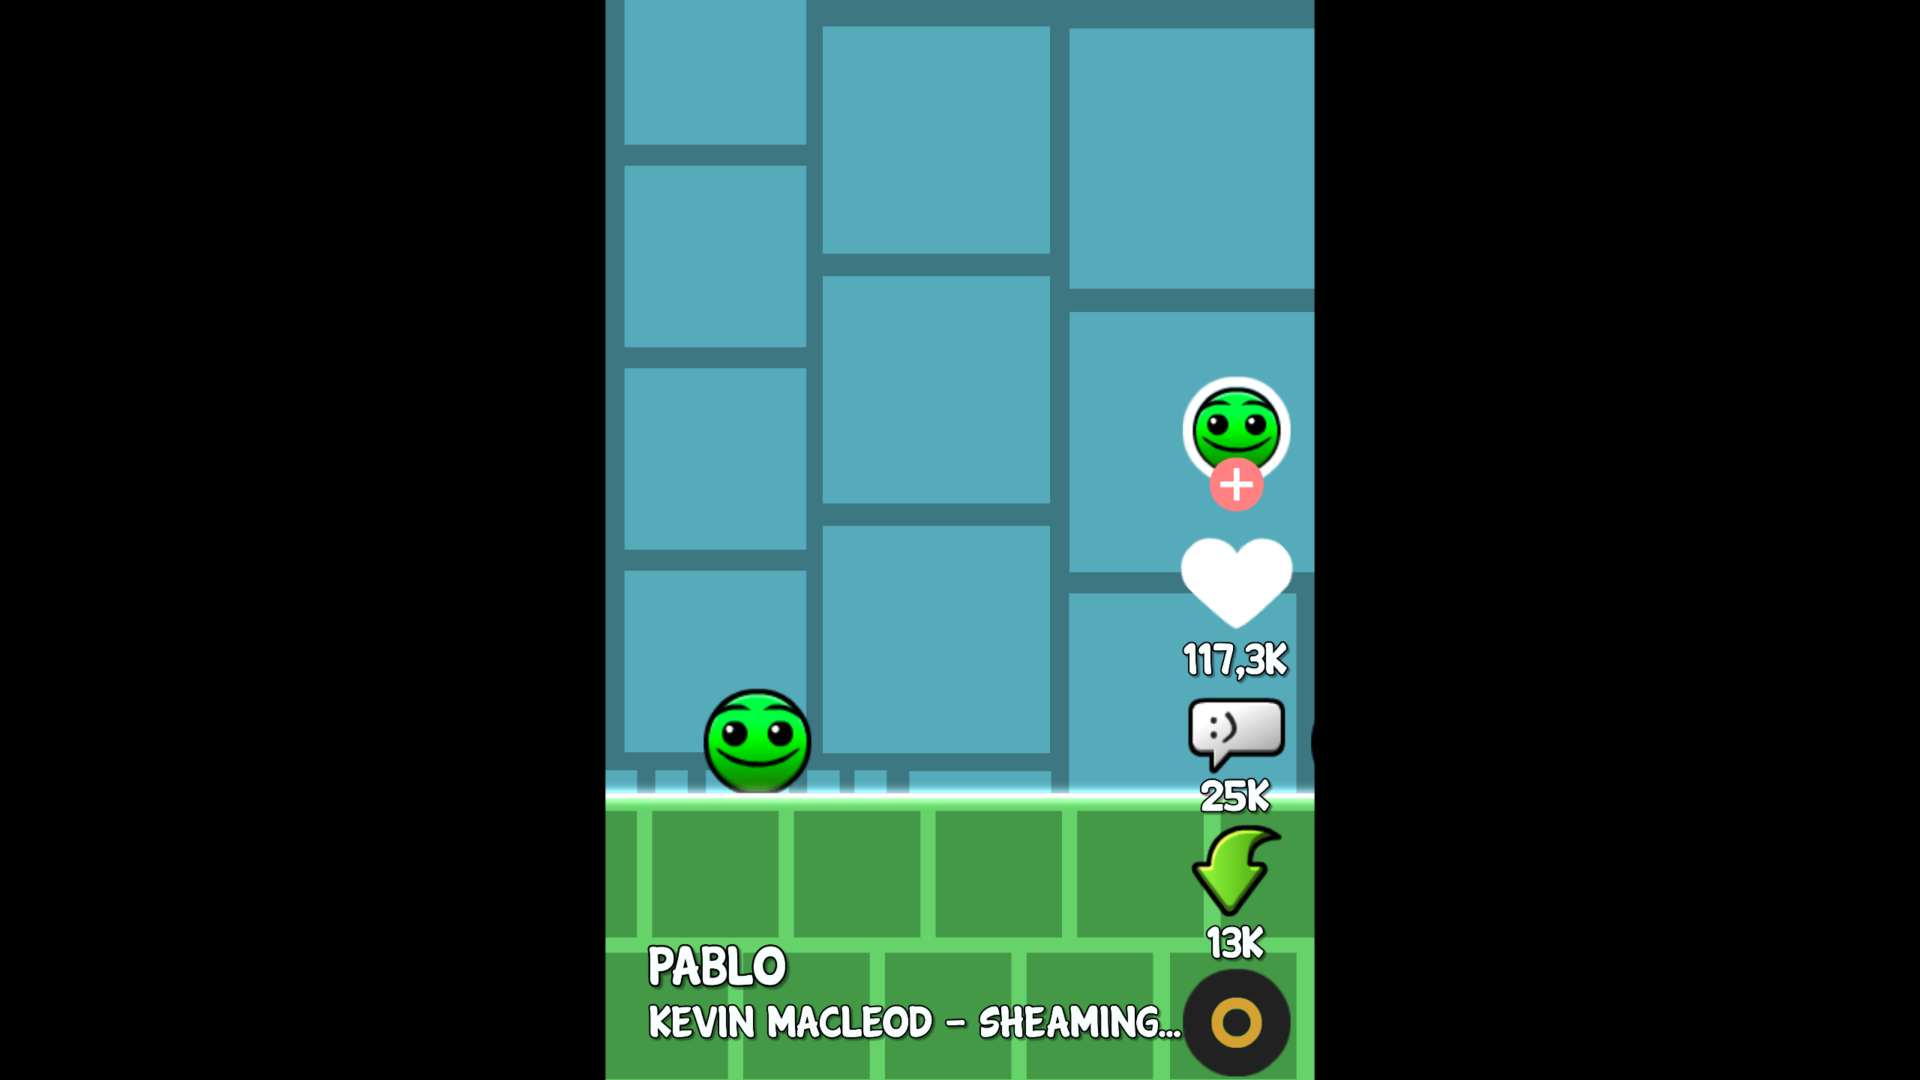 117,3K
:)
25K
13K
PABLO
KEVIN MACLEOD - SHEAMING...